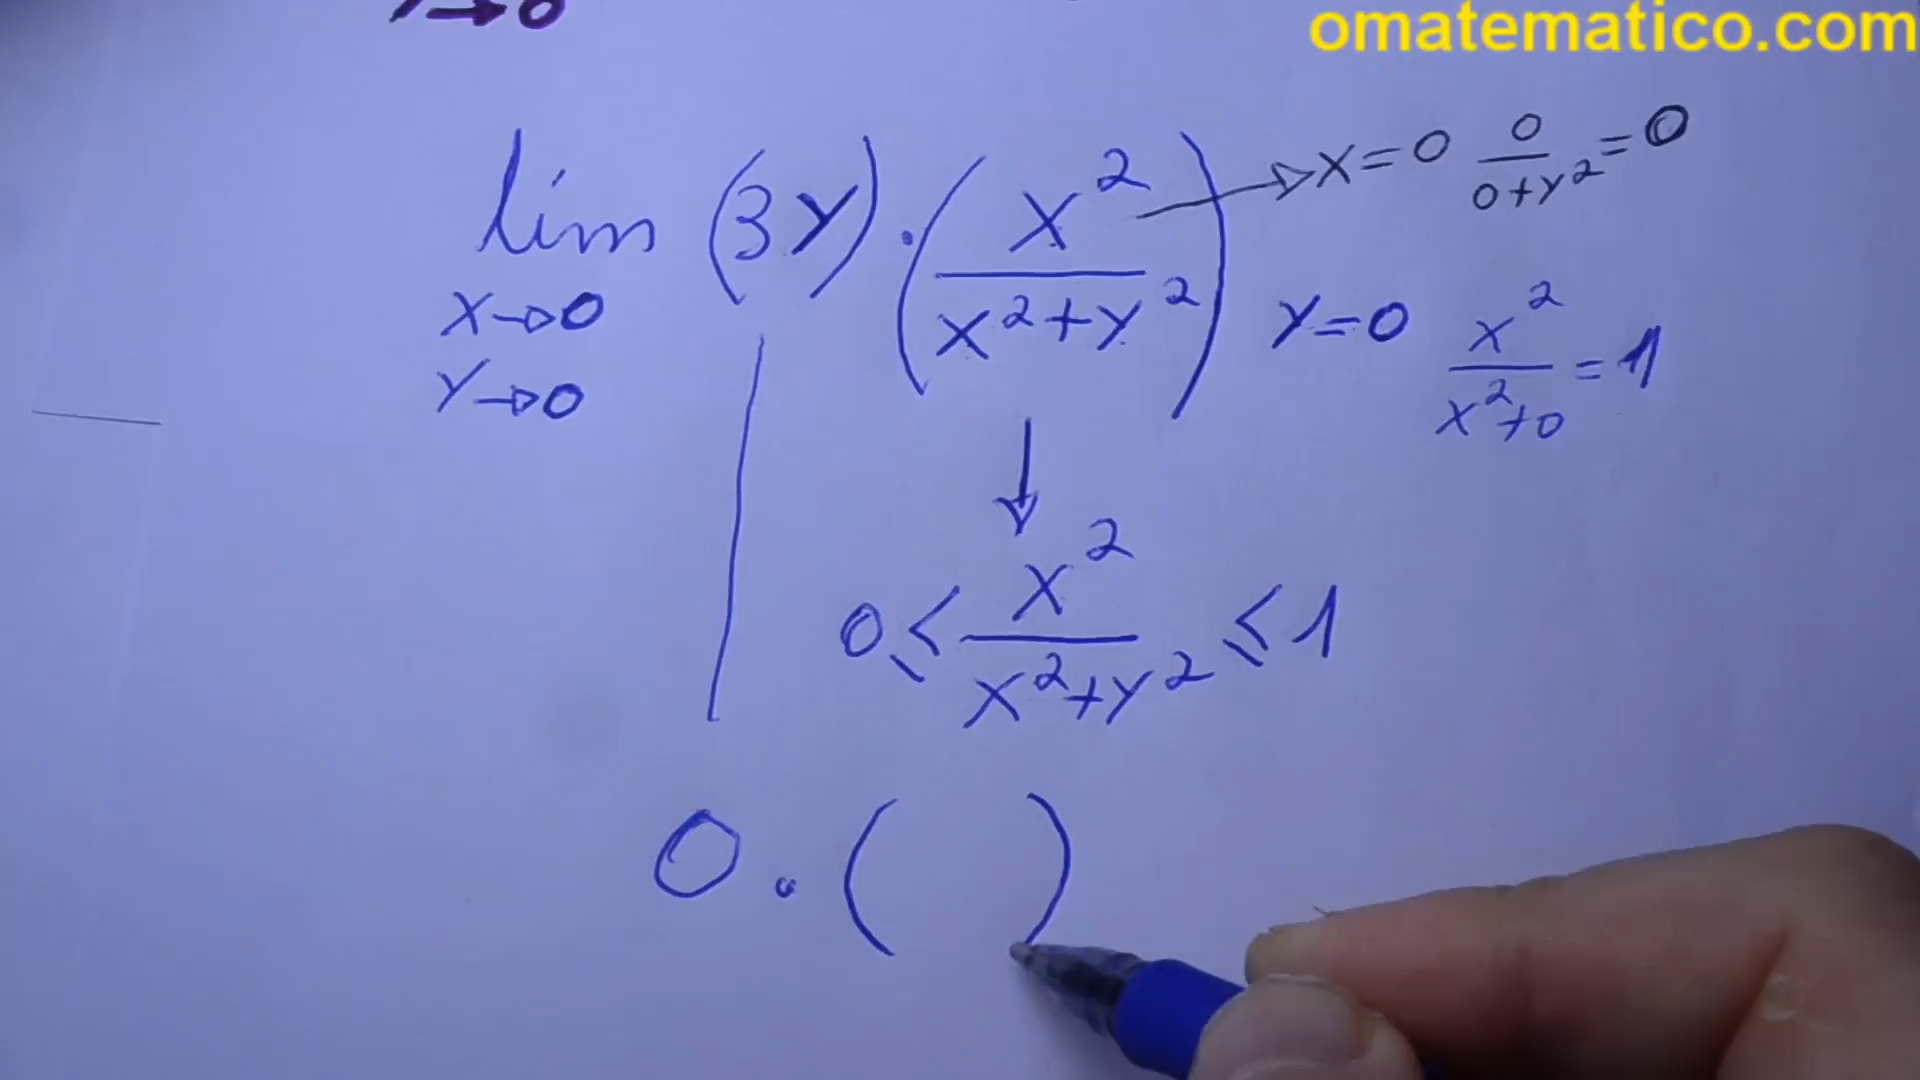 →0
omatematico.com
lim (3y) · (x²/(x²+y²)) → x=0 0/(0+y²)=0
x→0
y→0
y=0 x²/(x²+0)=1
↓
0≤x²/(x²+y²)≤1
0 · ( )